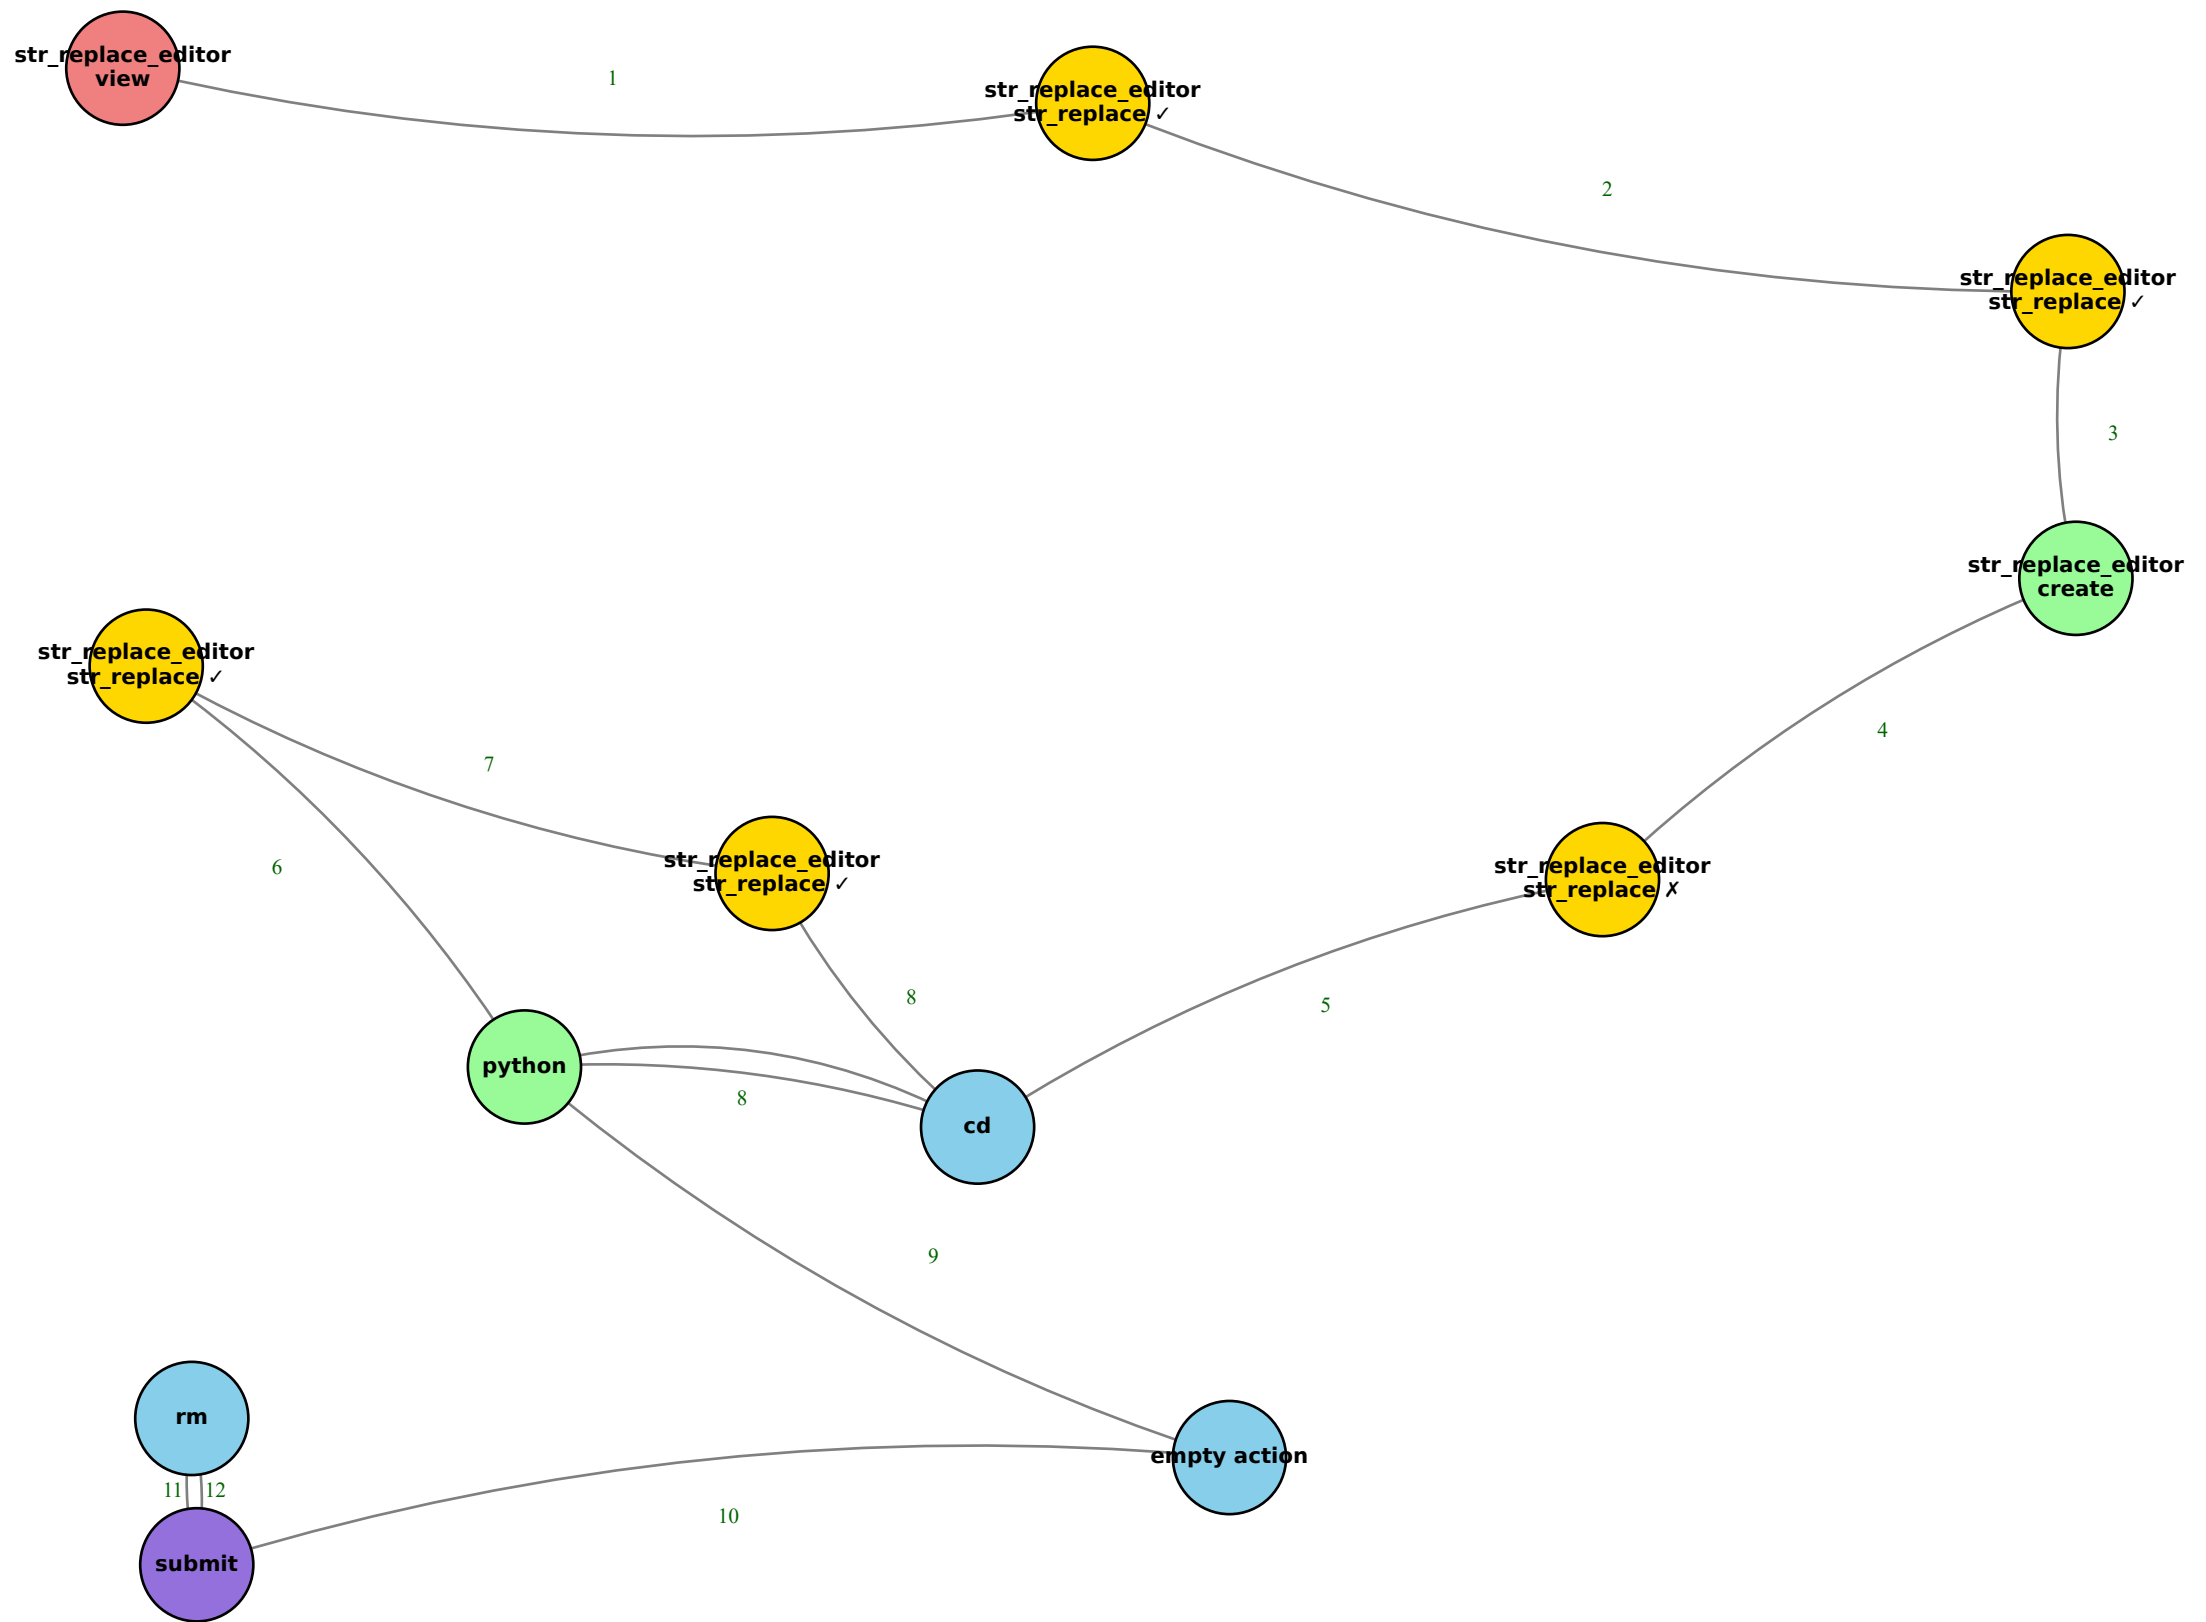 str_replace_editor
view
1
str_replace_editor
str_replace ✓
2
str_replace_editor
str_replace ✓
3
str_replace_editor
create
4
str_replace_editor
str_replace ✓
7
str_replace_editor
str_replace ✓
str_replace_editor
str_replace ✗
6
8
5
python
8
cd
9
rm
empty action
11
12
10
submit